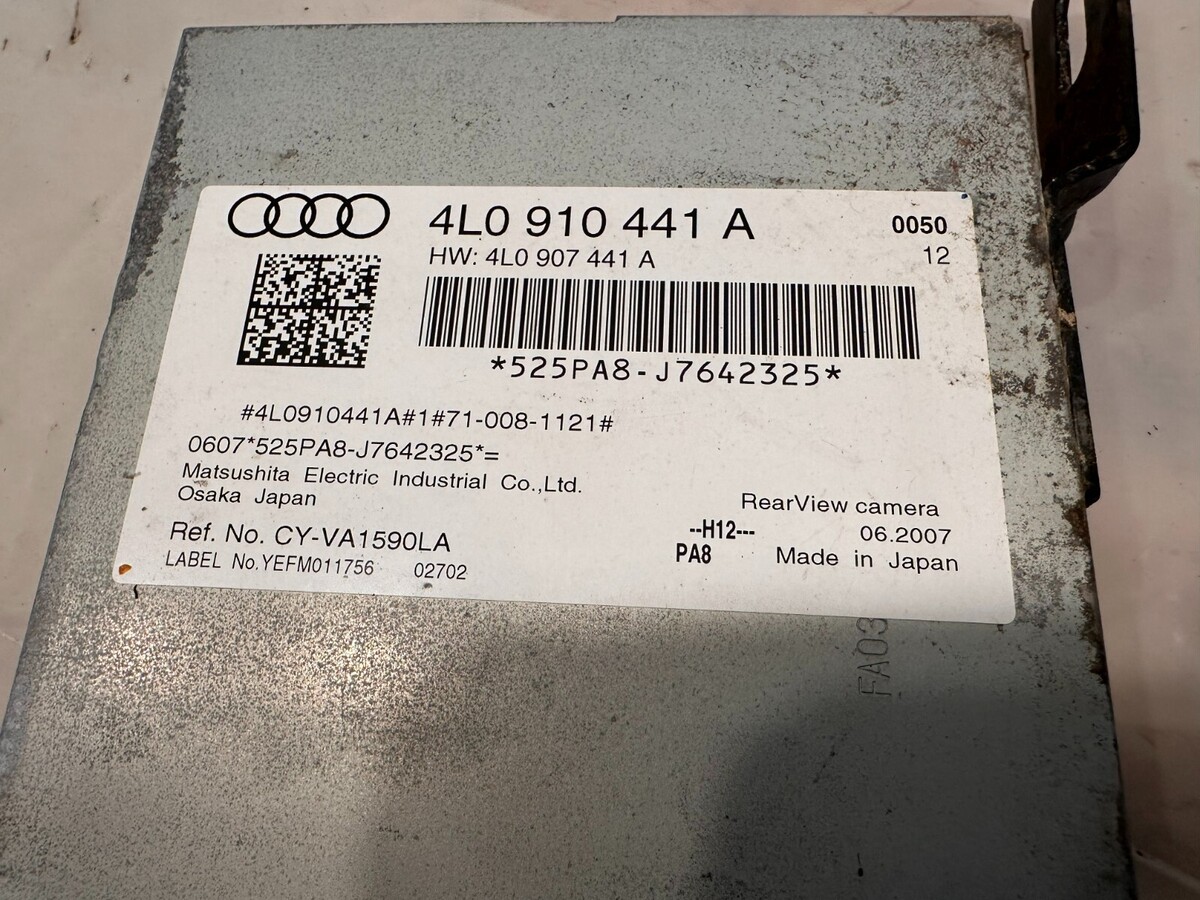 4L0 910 441 A
0050
HW: 4L0 907 441 A
12
*525PA8-J7642325*
#4L0910441A#1#71-008-1121#
0607*525PA8-J7642325*=
Matsushita Electric Industrial Co.,Ltd.
Osaka Japan
RearView camera
Ref. No. CY-VA1590LA
--H12---
06.2007
LABEL No.YEFM011756 02702
PA8
Made in Japan
FA03